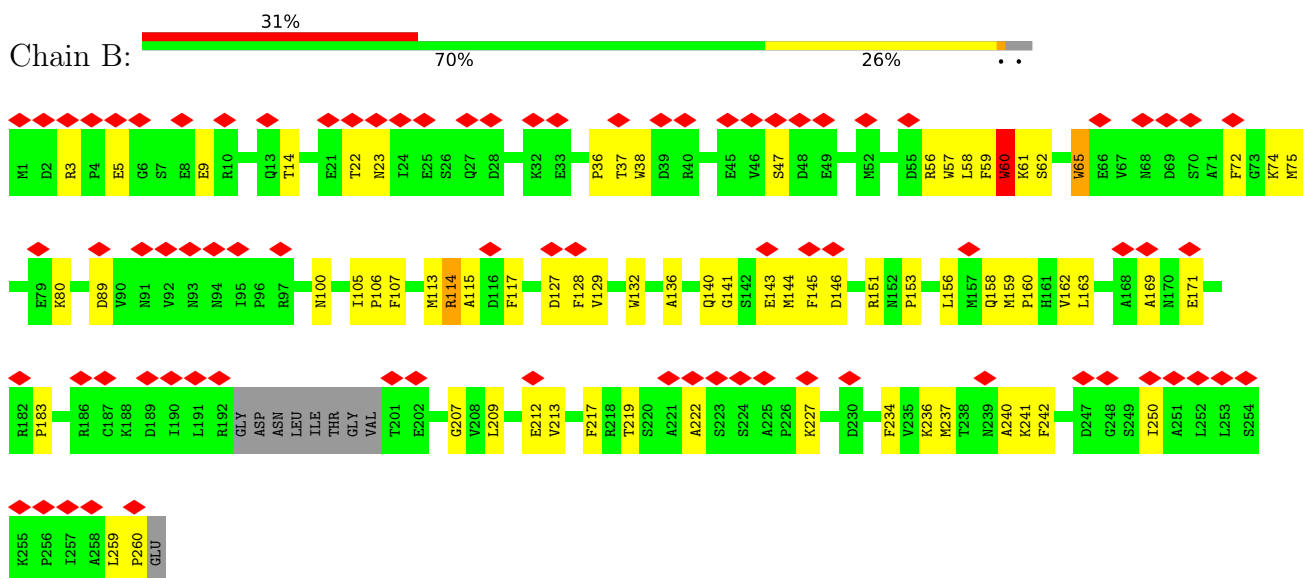 31%
Chain B:
70% 26% • •
M1 D2 R3 P4 E5 G6 S7 E8 E9 R10 Q13 T14 E21 T22 N23 I24 E25 S26 Q27 D28 K32 E33 P36 T37 W38 D39 R40 E45 V46 S47 D48 E49 M52 D55 R56 W57 L58 F59 W60 K61 S62 W65 E66 V67 N68 D69 S70 A71 F72 G73 K74 M75
E79 K80 D89 V90 N91 V92 N93 N94 I95 P96 R97 N100 I105 P106 F107 M113 R114 A115 D116 F117 D127 F128 V129 W132 A136 Q140 G141 S142 E143 M144 F145 D146 R151 N152 P153 L156 M157 Q158 M159 P160 H161 V162 L163 A168 A169 N170 E171
R182 P183 R186 C187 K188 D189 I190 L191 R192 GLY ASP ASN LEU ILE THR GLY VAL T201 E202 G207 V208 L209 E212 V213 F217 R218 T219 S220 A221 A222 S223 S224 A225 P226 K227 D230 F234 V235 K236 M237 T238 N239 A240 K241 F242 D247 G248 S249 I250 A251 L252 L253 S254
K255 P256 I257 A258 L259 P260 GLU